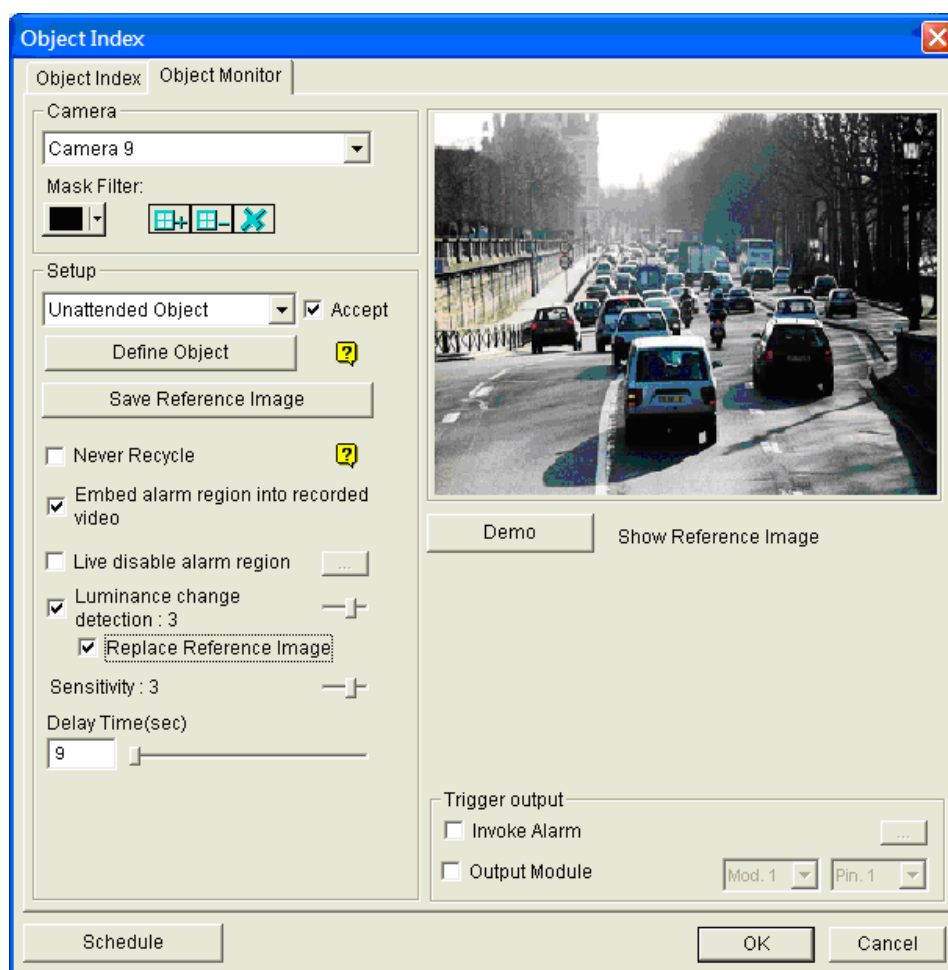 Object Index
Object Index
Object Monitor
Camera
Camera 9
Mask Filter:
Setup
Unattended Object
Accept
Define Object
?
Save Reference Image
Never Recycle
?
Embed alarm region into recorded
video
Live disable alarm region
...
Luminance change
detection : 3
Replace Reference Image
Sensitivity : 3
Delay Time(sec)
9
Demo
Show Reference Image
Trigger output
Invoke Alarm
...
Output Module
Mod. 1
Pin. 1
Schedule
OK
Cancel